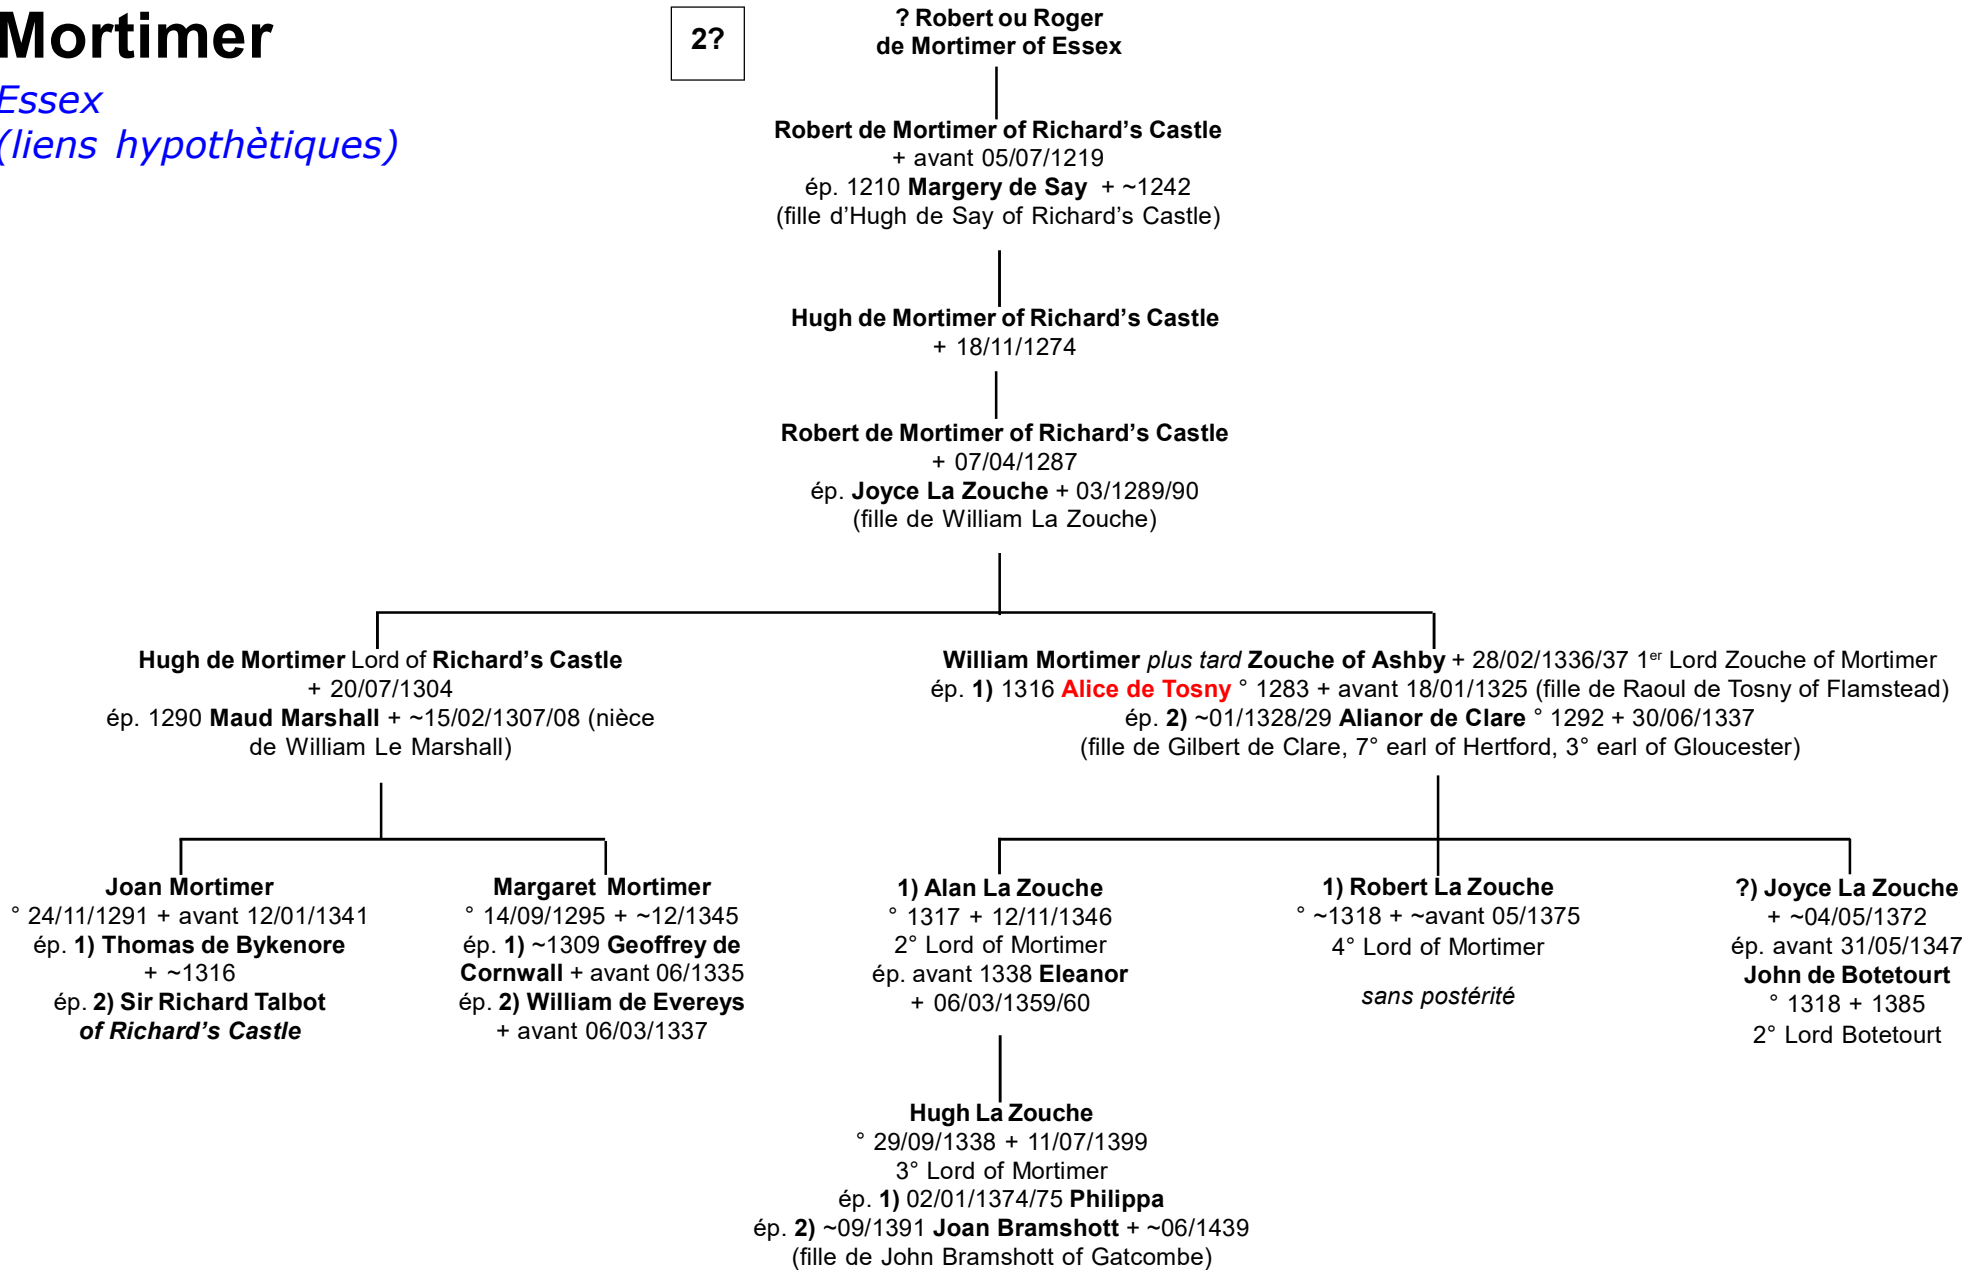 Mortimer
Essex
(liens hypothètiques)
2?
? Robert ou Roger
de Mortimer of Essex
Robert de Mortimer of Richard’s Castle
+ avant 05/07/1219
ép. 1210 Margery de Say + ~1242
(fille d’Hugh de Say of Richard’s Castle)
Hugh de Mortimer of Richard’s Castle
+ 18/11/1274
Robert de Mortimer of Richard’s Castle
+ 07/04/1287
ép. Joyce La Zouche + 03/1289/90
(fille de William La Zouche)
Hugh de Mortimer Lord of Richard’s Castle
+ 20/07/1304
ép. 1290 Maud Marshall + ~15/02/1307/08 (nièce
de William Le Marshall)
William Mortimer plus tard Zouche of Ashby + 28/02/1336/37 1er Lord Zouche of Mortimer
ép. 1) 1316 Alice de Tosny ° 1283 + avant 18/01/1325 (fille de Raoul de Tosny of Flamstead)
ép. 2) ~01/1328/29 Alianor de Clare ° 1292 + 30/06/1337
(fille de Gilbert de Clare, 7° earl of Hertford, 3° earl of Gloucester)
Joan Mortimer
° 24/11/1291 + avant 12/01/1341
ép. 1) Thomas de Bykenore
+ ~1316
ép. 2) Sir Richard Talbot
of Richard’s Castle
Margaret Mortimer
° 14/09/1295 + ~12/1345
ép. 1) ~1309 Geoffrey de
Cornwall + avant 06/1335
ép. 2) William de Evereys
+ avant 06/03/1337
1) Alan La Zouche
° 1317 + 12/11/1346
2° Lord of Mortimer
ép. avant 1338 Eleanor
+ 06/03/1359/60
1) Robert La Zouche
° ~1318 + ~avant 05/1375
4° Lord of Mortimer
sans postérité
?) Joyce La Zouche
+ ~04/05/1372
ép. avant 31/05/1347
John de Botetourt
° 1318 + 1385
2° Lord Botetourt
Hugh La Zouche
° 29/09/1338 + 11/07/1399
3° Lord of Mortimer
ép. 1) 02/01/1374/75 Philippa
ép. 2) ~09/1391 Joan Bramshott + ~06/1439
(fille de John Bramshott of Gatcombe)